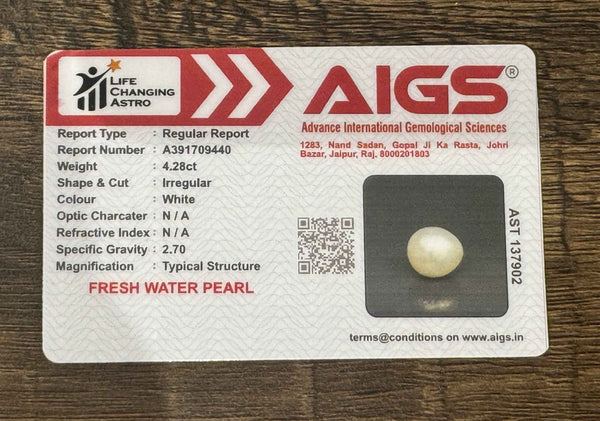 LIFE
CHANGING
ASTRO
AIGS®
Advance International Gemological Sciences
1283, Nand Sadan, Gopal Ji Ka Rasta, Johri
Bazar, Jaipur, Raj. 8000201803
Report Type : Regular Report
Report Number : A391709440
Weight : 4.28ct
Shape & Cut : Irregular
Colour : White
Optic Charcater : N / A
Refractive Index : N / A
Specific Gravity : 2.70
Magnification : Typical Structure
FRESH WATER PEARL
AST 137902
terms@conditions on www.aigs.in